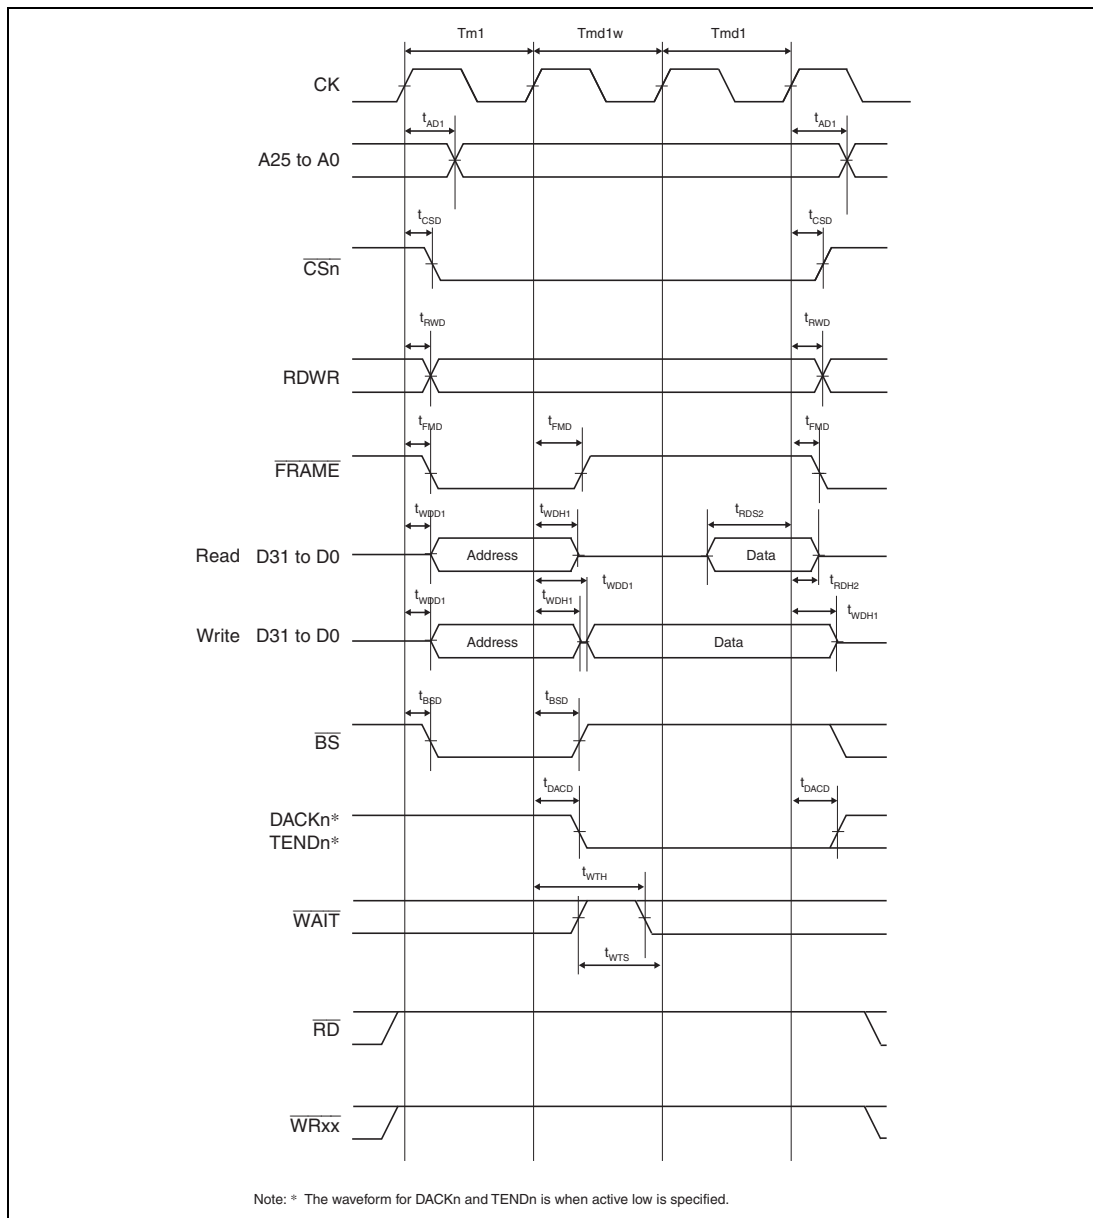 Tm1 Tmd1w Tmd1
CK
tAD1 tAD1
A25 to A0
tCSD tCSD
CSn
tRWD tRWD
RDWR
tFMD tFMD tFMD
FRAME
tWDD1 tWDH1 tRDS2
Read D31 to D0 Address Data
tWDD1 tRDH2
tWDD1 tWDH1 tWDH1
Write D31 to D0 Address Data
tBSD tBSD
BS
tDACD tDACD
DACKn*
TENDn*
tWTH
WAIT
tWTS
RD
WRxx
Note: * The waveform for DACKn and TENDn is when active low is specified.